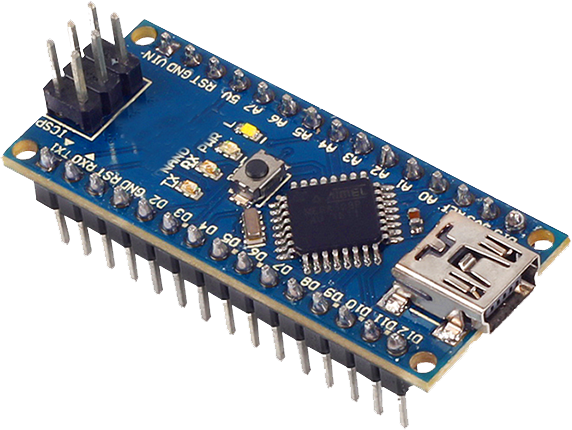 VIN GND RST 5V A7 A6 A5 A4 A3 A2 A1 A0
ICSP
L
PWR
RX
TX
NANO
ATMEL
TX1 RX0 RST GND D2 D3 D4 D5 D6 D7 D8 D9 D10 D11 D12